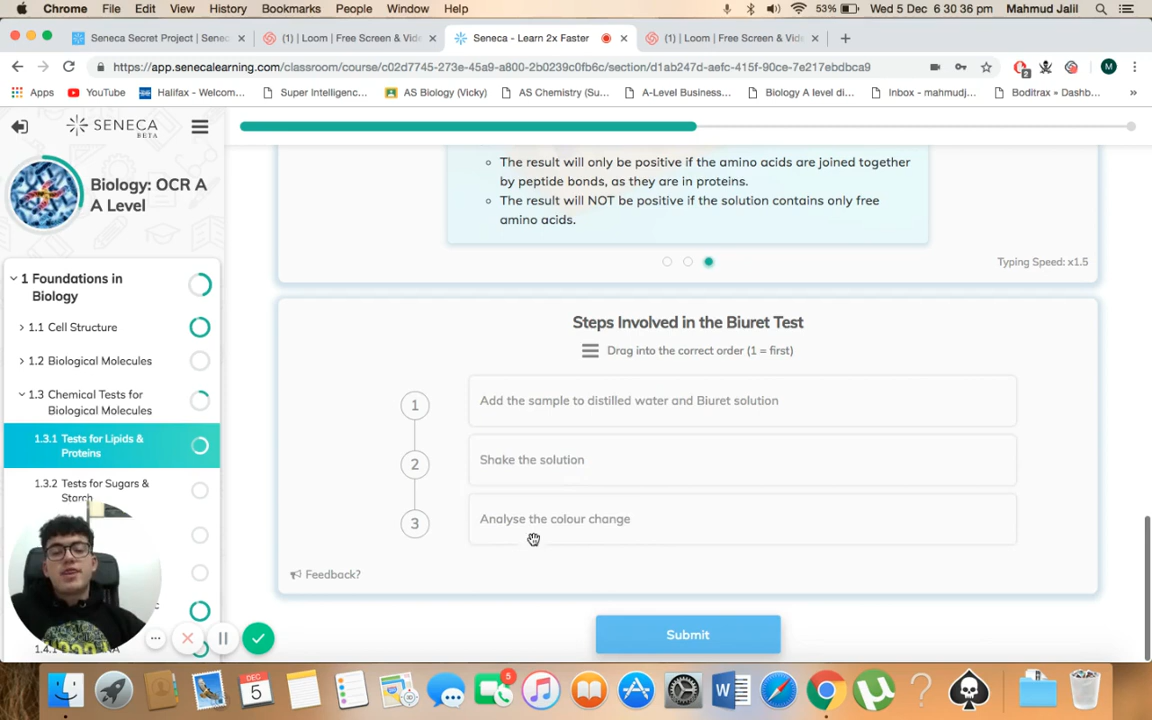 Chrome File Edit View History Bookmarks People Window Help 53% Wed 5 Dec 6 30 36 pm Mahmud Jalil
Seneca Secret Project | Senec × (1) | Loom | Free Screen & Vide × Seneca - Learn 2x Faster × (1) | Loom | Free Screen & Vide × +
https://app.senecalearning.com/classroom/course/c02d7745-273e-45a9-a800-2b0239c0fb6c/section/d1ab247d-aefc-415f-90ce-7e217ebdbca9
2 M
Apps YouTube Halifax - Welcom... Super Intelligenc... AS Biology (Vicky) AS Chemistry (Su... A-Level Business... Biology A level di... Inbox - mahmudj... Boditrax » Dashb... »
SENECA
BETA
Biology: OCR A
A Level
1 Foundations in
Biology
1.1 Cell Structure
1.2 Biological Molecules
1.3 Chemical Tests for
Biological Molecules
1.3.1 Tests for Lipids &
Proteins
1.3.2 Tests for Sugars &
Starch
The result will only be positive if the amino acids are joined together
by peptide bonds, as they are in proteins.
The result will NOT be positive if the solution contains only free
amino acids.
Typing Speed: x1.5
Steps Involved in the Biuret Test
Drag into the correct order (1 = first)
1 Add the sample to distilled water and Biuret solution
2 Shake the solution
3 Analyse the colour change
Feedback?
Submit
DEC
5
5
W